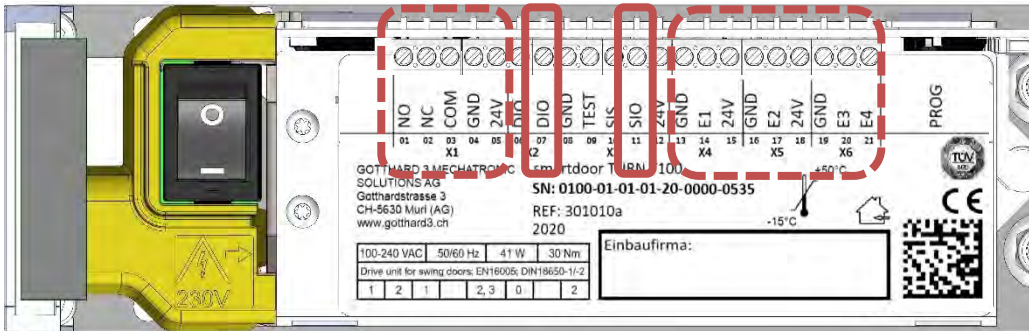 NO NC COM GND 24V DIO DIO GND TEST SIS SIO 24V GND E1 24V GND E2 24V GND E3 E4
01 02 03 04 05 06 07 08 09 10 11 12 13 14 15 16 17 18 19 20 21
X1 X2 X4 X5 X6
PROG
GOTTHARD 3 MECHATRONIC
SOLUTIONS AG
Gotthardstrasse 3
CH-5630 Muri (AG)
www.gotthard3.ch
smartdoor TURN 100
SN: 0100-01-01-01-20-0000-0535
REF: 301010a
2020
+50°C
-15°C
TÜV
CE
100-240 VAC 50/60 Hz 41 W 30 Nm
Drive unit for swing doors: EN16005; DIN18650-1/-2
1 2 1 2, 3 0 2
Einbaufirma:
230V